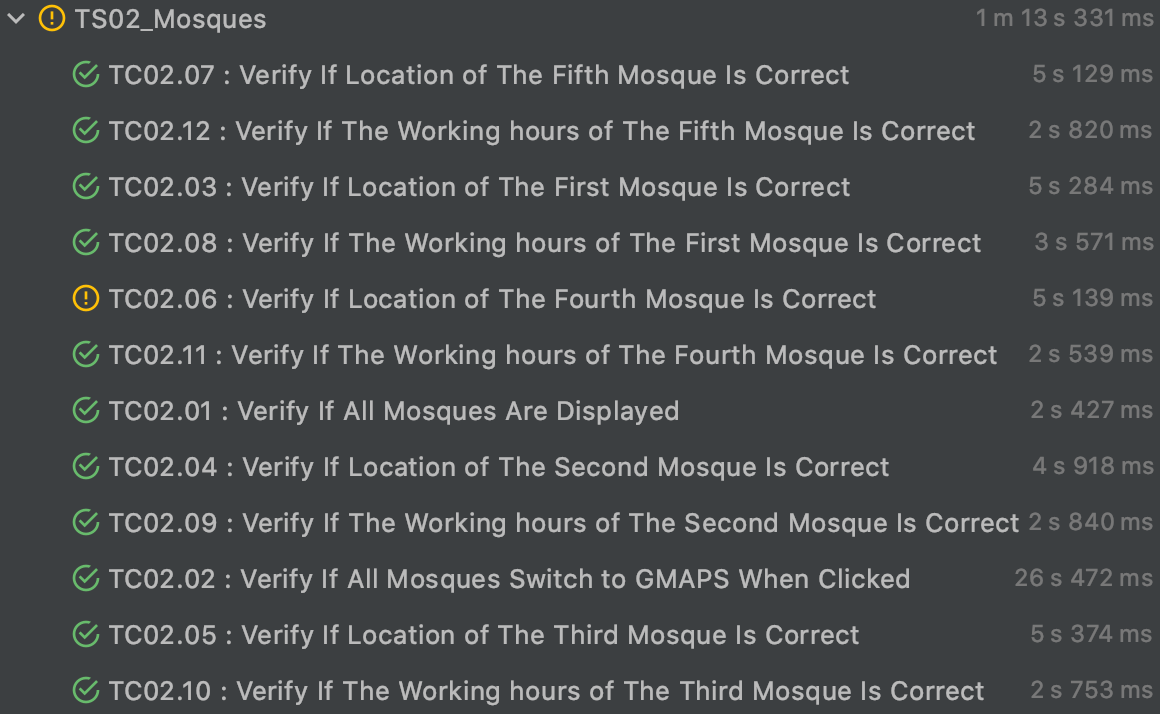 TS02_Mosques 1 m 13 s 331 ms
TC02.07 : Verify If Location of The Fifth Mosque Is Correct 5 s 129 ms
TC02.12 : Verify If The Working hours of The Fifth Mosque Is Correct 2 s 820 ms
TC02.03 : Verify If Location of The First Mosque Is Correct 5 s 284 ms
TC02.08 : Verify If The Working hours of The First Mosque Is Correct 3 s 571 ms
TC02.06 : Verify If Location of The Fourth Mosque Is Correct 5 s 139 ms
TC02.11 : Verify If The Working hours of The Fourth Mosque Is Correct 2 s 539 ms
TC02.01 : Verify If All Mosques Are Displayed 2 s 427 ms
TC02.04 : Verify If Location of The Second Mosque Is Correct 4 s 918 ms
TC02.09 : Verify If The Working hours of The Second Mosque Is Correct 2 s 840 ms
TC02.02 : Verify If All Mosques Switch to GMAPS When Clicked 26 s 472 ms
TC02.05 : Verify If Location of The Third Mosque Is Correct 5 s 374 ms
TC02.10 : Verify If The Working hours of The Third Mosque Is Correct 2 s 753 ms